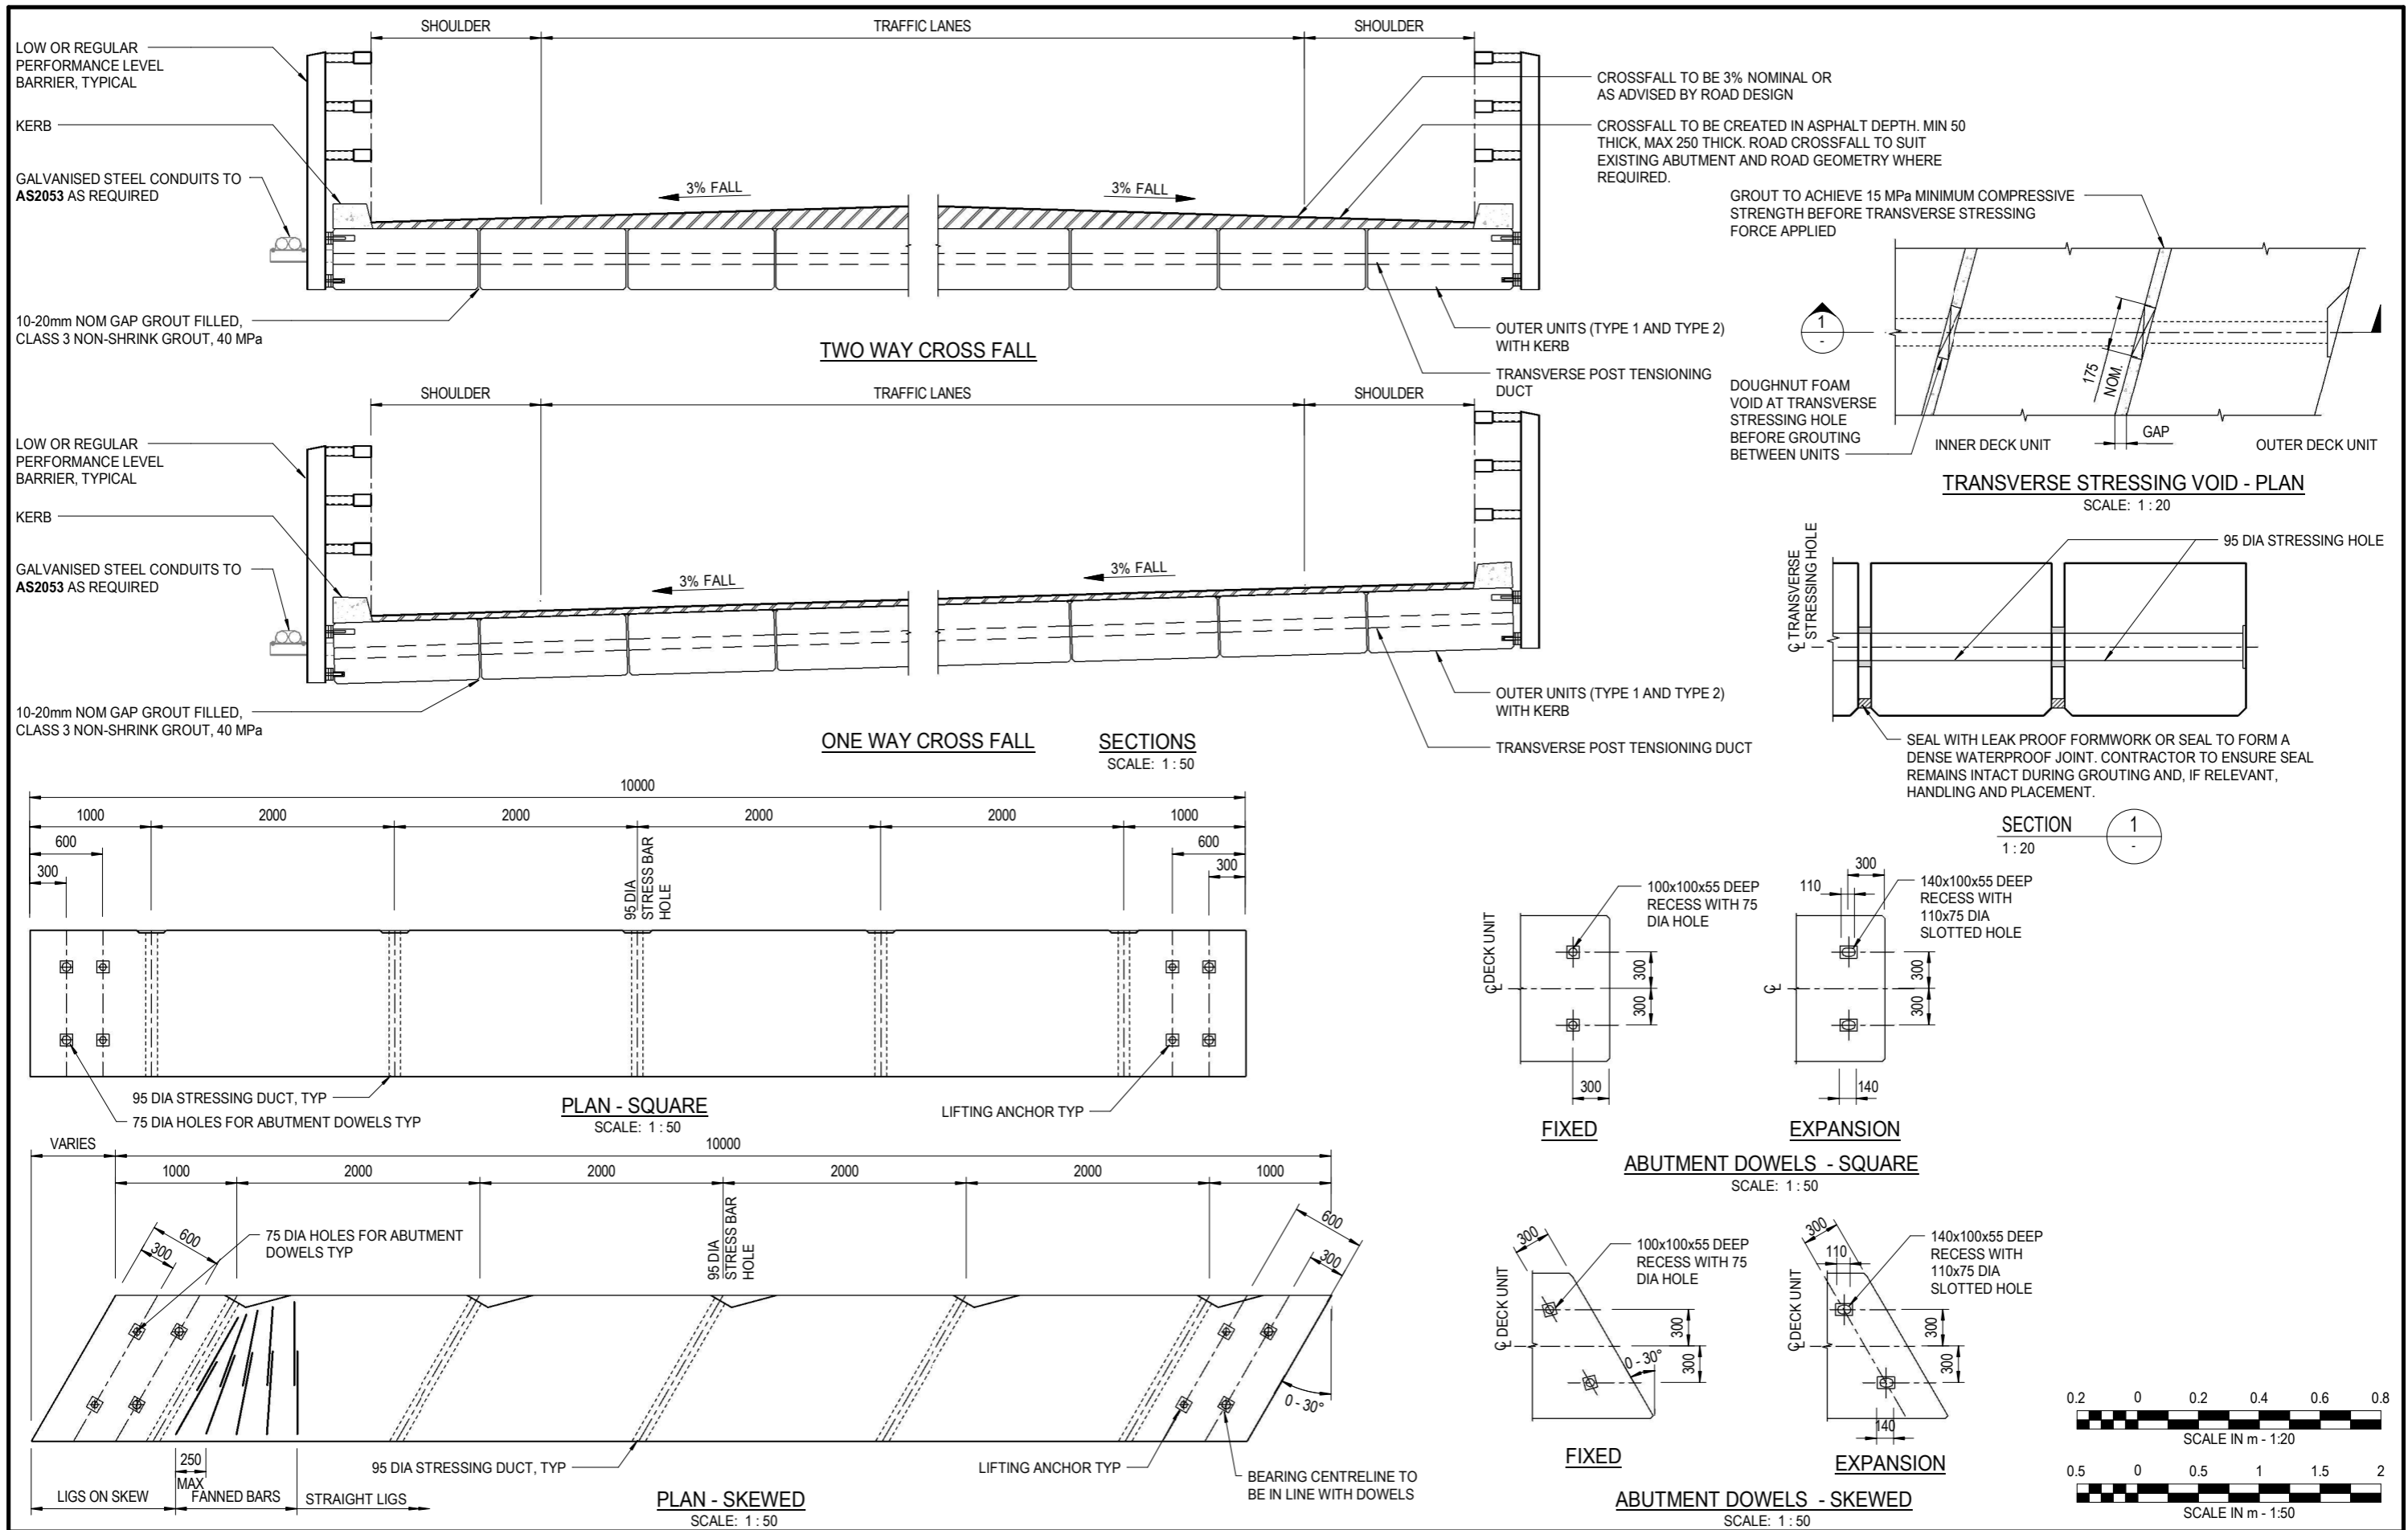 SHOULDER
TRAFFIC LANES
SHOULDER
LOW OR REGULAR
PERFORMANCE LEVEL
BARRIER, TYPICAL
KERB
GALVANISED STEEL CONDUITS TO
AS2053 AS REQUIRED
3% FALL
3% FALL
CROSSFALL TO BE 3% NOMINAL OR
AS ADVISED BY ROAD DESIGN
CROSSFALL TO BE CREATED IN ASPHALT DEPTH. MIN 50
THICK, MAX 250 THICK. ROAD CROSSFALL TO SUIT
EXISTING ABUTMENT AND ROAD GEOMETRY WHERE
REQUIRED.
10-20mm NOM GAP GROUT FILLED,
CLASS 3 NON-SHRINK GROUT, 40 MPa
OUTER UNITS (TYPE 1 AND TYPE 2)
WITH KERB
TRANSVERSE POST TENSIONING
DUCT
TWO WAY CROSS FALL
GROUT TO ACHIEVE 15 MPa MINIMUM COMPRESSIVE
STRENGTH BEFORE TRANSVERSE STRESSING
FORCE APPLIED
1
-
175
NOM.
DOUGHNUT FOAM
VOID AT TRANSVERSE
STRESSING HOLE
BEFORE GROUTING
BETWEEN UNITS
INNER DECK UNIT
GAP
OUTER DECK UNIT
TRANSVERSE STRESSING VOID - PLAN
SCALE: 1 : 20
SHOULDER
TRAFFIC LANES
SHOULDER
LOW OR REGULAR
PERFORMANCE LEVEL
BARRIER, TYPICAL
KERB
GALVANISED STEEL CONDUITS TO
AS2053 AS REQUIRED
3% FALL
3% FALL
10-20mm NOM GAP GROUT FILLED,
CLASS 3 NON-SHRINK GROUT, 40 MPa
OUTER UNITS (TYPE 1 AND TYPE 2)
WITH KERB
TRANSVERSE POST TENSIONING DUCT
ONE WAY CROSS FALL
SECTIONS
SCALE: 1 : 50
℄ TRANSVERSE
STRESSING HOLE
95 DIA STRESSING HOLE
SEAL WITH LEAK PROOF FORMWORK OR SEAL TO FORM A
DENSE WATERPROOF JOINT. CONTRACTOR TO ENSURE SEAL
REMAINS INTACT DURING GROUTING AND, IF RELEVANT,
HANDLING AND PLACEMENT.
SECTION
1 : 20
1
-
10000
1000
2000
2000
2000
2000
1000
600
300
600
300
95 DIA
STRESS BAR
HOLE
95 DIA STRESSING DUCT, TYP
75 DIA HOLES FOR ABUTMENT DOWELS TYP
LIFTING ANCHOR TYP
PLAN - SQUARE
SCALE: 1 : 50
℄ DECK UNIT
100x100x55 DEEP
RECESS WITH 75
DIA HOLE
300
300
300
FIXED
300
110
140x100x55 DEEP
RECESS WITH
110x75 DIA
SLOTTED HOLE
℄
300
300
140
EXPANSION
ABUTMENT DOWELS - SQUARE
SCALE: 1 : 50
VARIES
10000
1000
2000
2000
2000
2000
1000
600
300
75 DIA HOLES FOR ABUTMENT
DOWELS TYP
95 DIA
STRESS BAR
HOLE
600
300
0 - 30°
250
MAX
LIGS ON SKEW
FANNED BARS
STRAIGHT LIGS
95 DIA STRESSING DUCT, TYP
LIFTING ANCHOR TYP
BEARING CENTRELINE TO
BE IN LINE WITH DOWELS
PLAN - SKEWED
SCALE: 1 : 50
300
100x100x55 DEEP
RECESS WITH 75
DIA HOLE
℄ DECK UNIT
300
300
0 - 30°
FIXED
300
110
140x100x55 DEEP
RECESS WITH
110x75 DIA
SLOTTED HOLE
℄ DECK UNIT
300
300
140
EXPANSION
ABUTMENT DOWELS - SKEWED
SCALE: 1 : 50
0.2 0 0.2 0.4 0.6 0.8
SCALE IN m - 1:20
0.5 0 0.5 1 1.5 2
SCALE IN m - 1:50